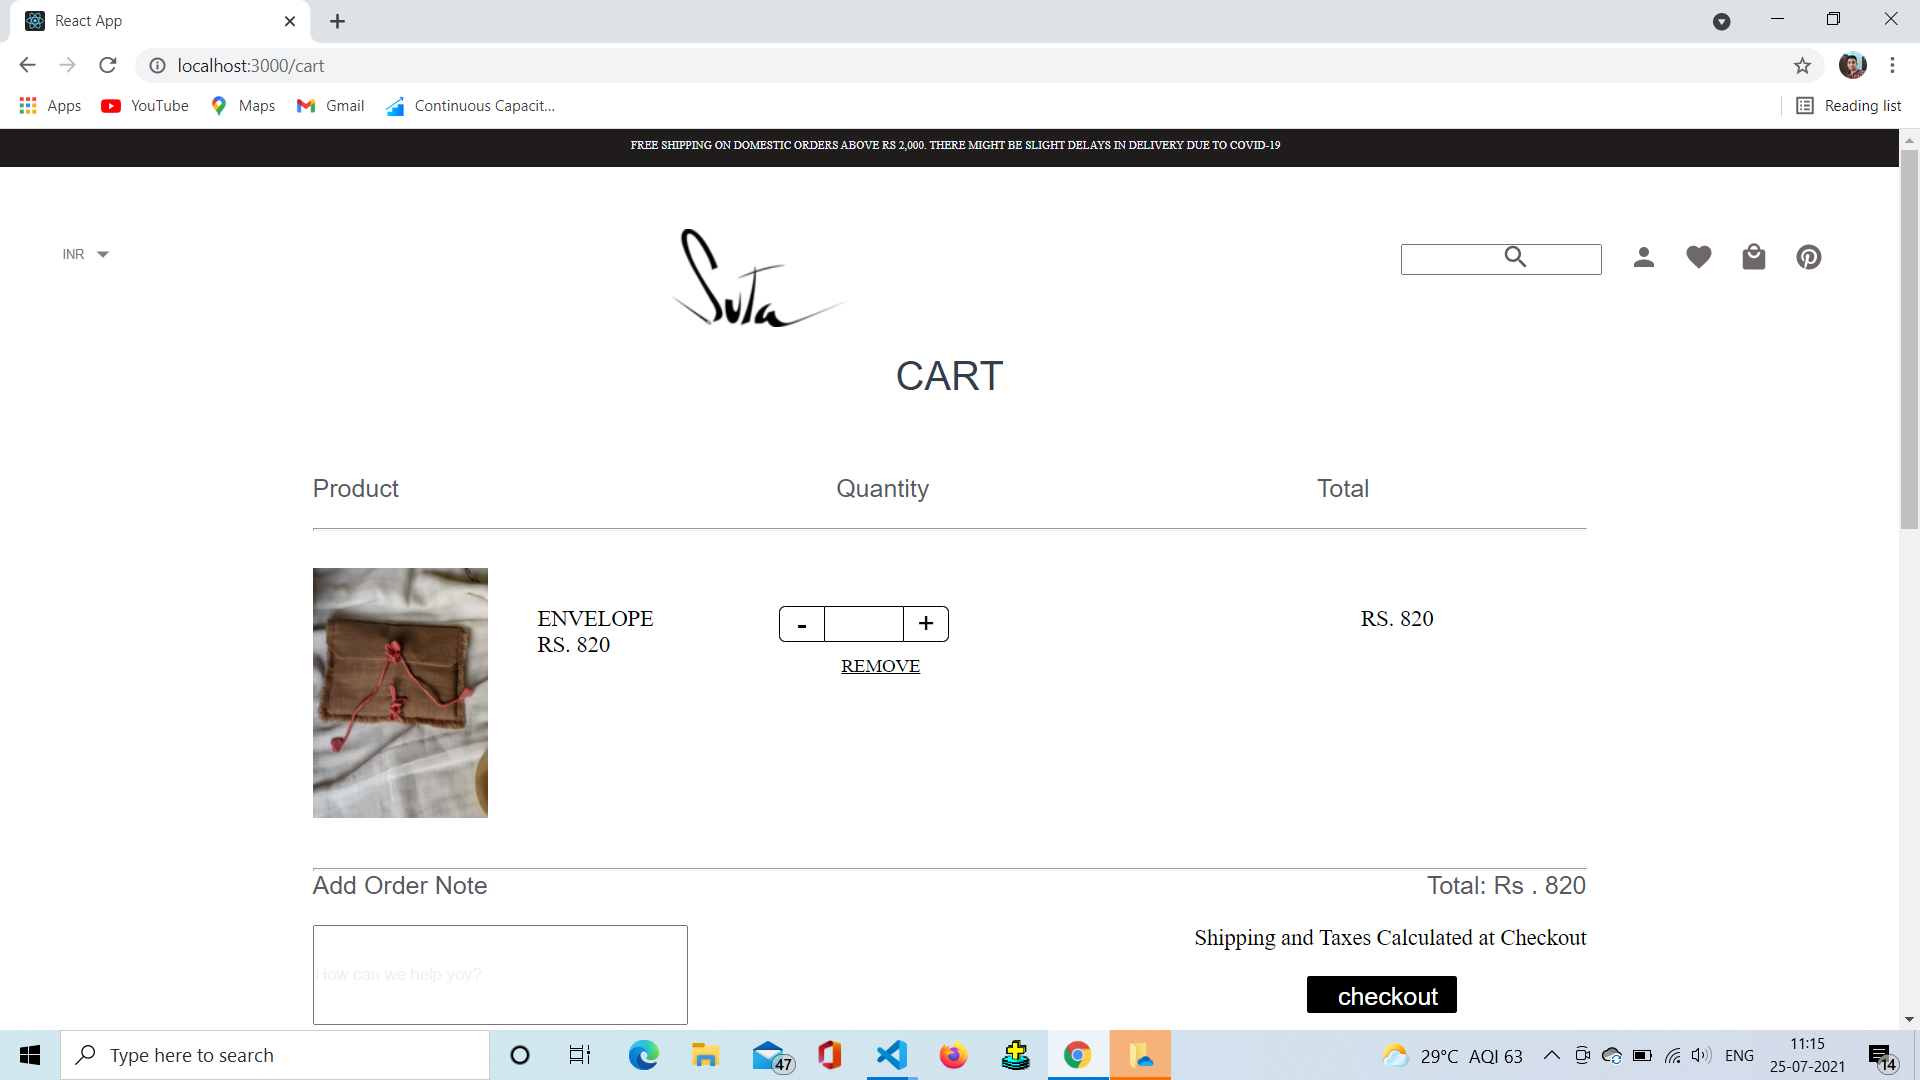 React App
localhost:3000/cart
Apps YouTube Maps Gmail Continuous Capacit... Reading list
FREE SHIPPING ON DOMESTIC ORDERS ABOVE RS 2,000. THERE MIGHT BE SLIGHT DELAYS IN DELIVERY DUE TO COVID-19
INR
Suta
CART
Product Quantity Total
ENVELOPE - + RS. 820
RS. 820
REMOVE
Add Order Note Total: Rs . 820
Shipping and Taxes Calculated at Checkout
How can we help yoy?
checkout
Type here to search 47 29°C AQI 63 ENG 11:15
25-07-2021 14